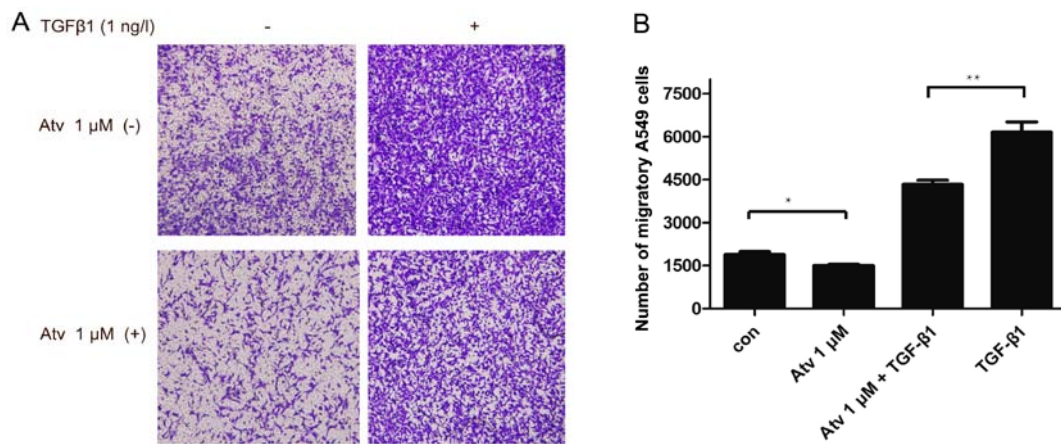 A
TGFβ1 (1 ng/l)
-
+
Atv 1 µM (-)
Atv 1 µM (+)
B
Number of migratory A549 cells
7500
6000
4500
3000
1500
0
*
**
con
Atv 1 µM
Atv 1 µM + TGF-β1
TGF-β1